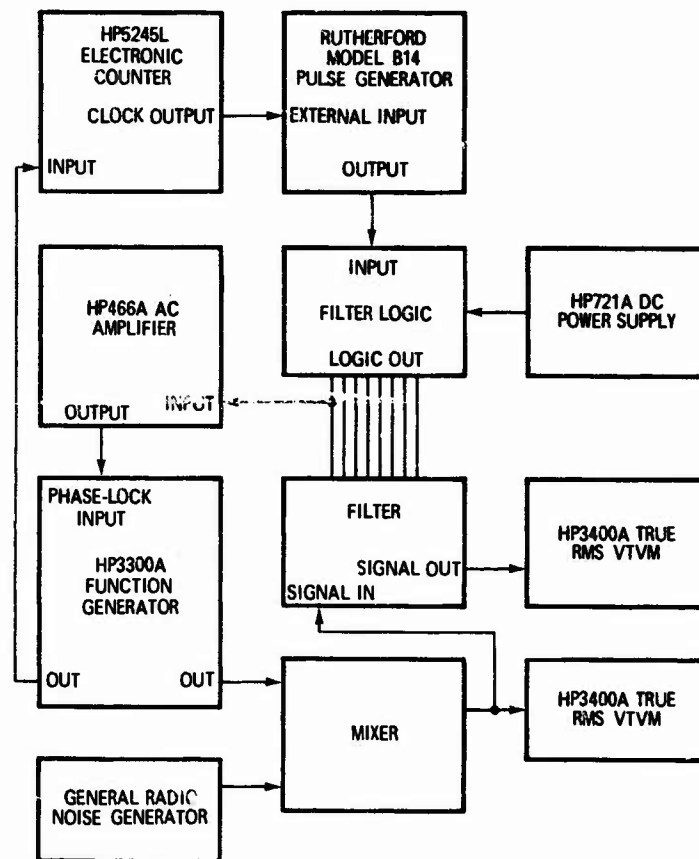 HP5245L
ELECTRONIC
COUNTER
CLOCK OUTPUT
INPUT
RUTHERFORD
MODEL B14
PULSE GENERATOR
EXTERNAL INPUT
OUTPUT
HP466A AC
AMPLIFIER
INPUT
OUTPUT
INPUT
FILTER LOGIC
LOGIC OUT
HP721A DC
POWER SUPPLY
PHASE-LOCK
INPUT
HP3300A
FUNCTION
GENERATOR
OUT
OUT
FILTER
SIGNAL OUT
SIGNAL IN
HP3400A TRUE
RMS VTVM
MIXER
HP3400A TRUE
RMS VTVM
GENERAL RADIO
NOISE GENERATOR